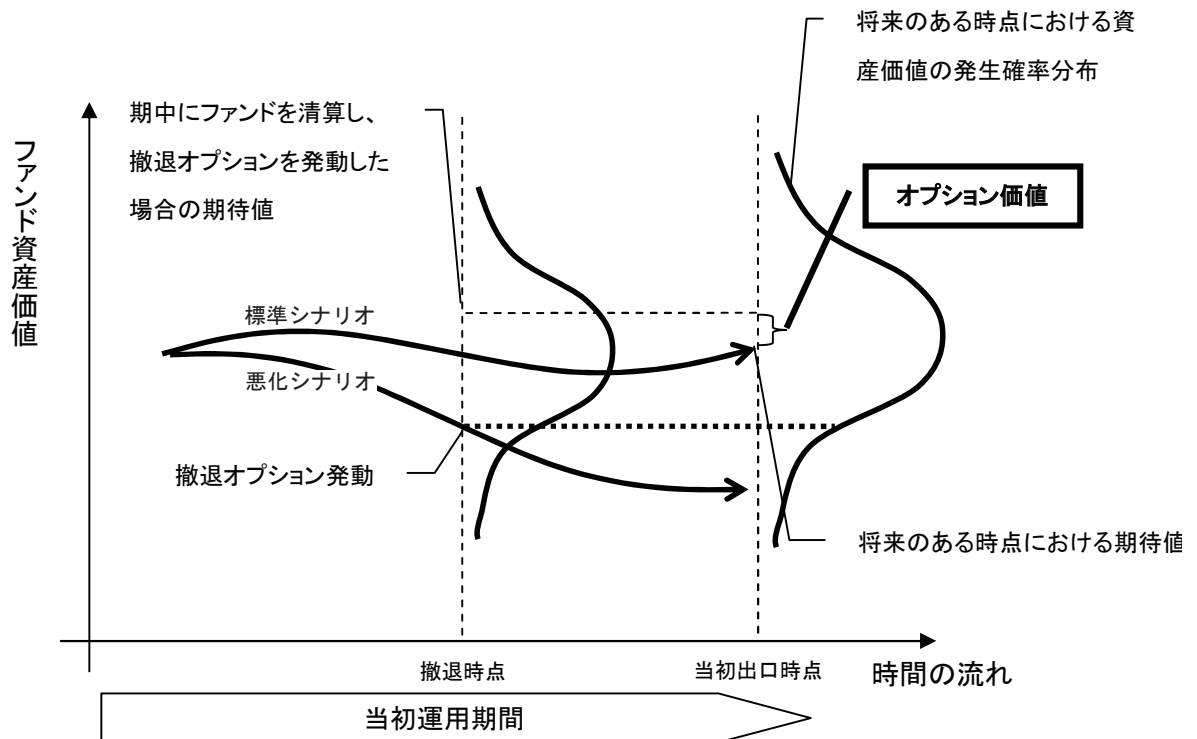 将来のある時点における資
産価値の発生確率分布
期中にファンドを清算し、
撤退オプションを発動した
場合の期待値
オプション価値
ファンド資産価値
標準シナリオ
悪化シナリオ
撤退オプション発動
将来のある時点における期待値
撤退時点
当初出口時点
時間の流れ
当初運用期間